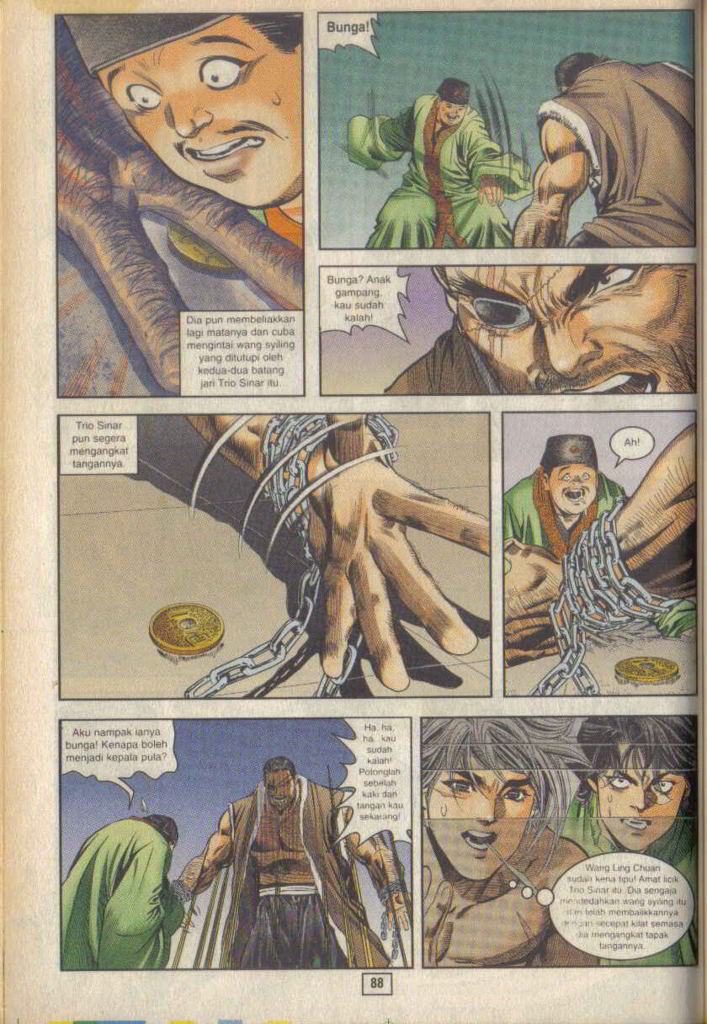 Dia pun membeliakkan
lagi matanya dan cuba
mengintai wang syiling
yang ditutupi oleh
kedua-dua batang
jari Trio Sinar itu.
Bunga!
Bunga? Anak
gampang,
kau sudah
kalah!
Trio Sinar
pun segera
mengangkat
tangannya.
Ah!
Aku nampak ianya
bunga! Kenapa boleh
menjadi kepala pula?
Ha, ha,
ha.. kau
sudah
kalah!
Potonglah
sebelah
kaki dan
tangan kau
sekarang!
Wang Ling Chuan
sudah kena tipu! Amat licik
Trio Sinar itu. Dia sengaja
mendedahkan wang syiling itu
dan telah membalikkannya
dengan secepat kilat semasa
dia mengangkat tapak
tangannya.
88